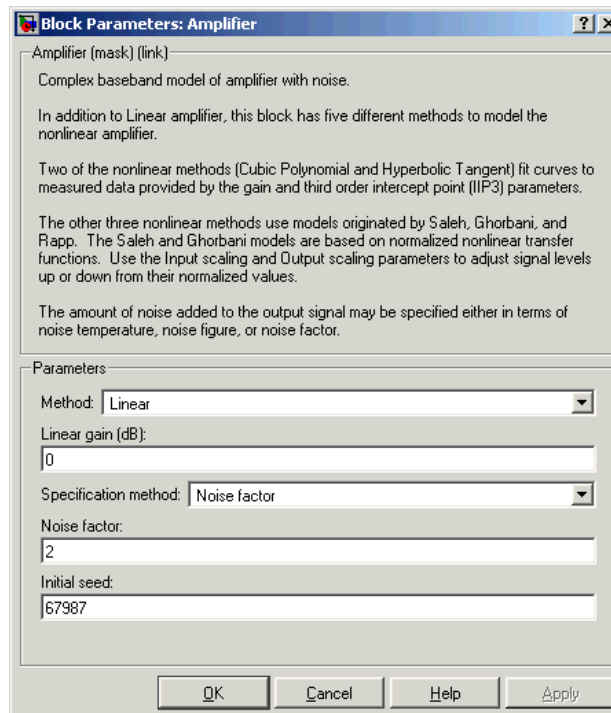 Block Parameters: Amplifier
Amplifier (mask) (link)
Complex baseband model of amplifier with noise.
In addition to Linear amplifier, this block has five different methods to model the
nonlinear amplifier.
Two of the nonlinear methods (Cubic Polynomial and Hyperbolic Tangent) fit curves to
measured data provided by the gain and third order intercept point (IIP3) parameters.
The other three nonlinear methods use models originated by Saleh, Ghorbani, and
Rapp. The Saleh and Ghorbani models are based on normalized nonlinear transfer
functions. Use the Input scaling and Output scaling parameters to adjust signal levels
up or down from their normalized values.
The amount of noise added to the output signal may be specified either in terms of
noise temperature, noise figure, or noise factor.
Parameters
Method: Linear
Linear gain (dB):
0
Specification method: Noise factor
Noise factor:
2
Initial seed:
67987
OK Cancel Help Apply